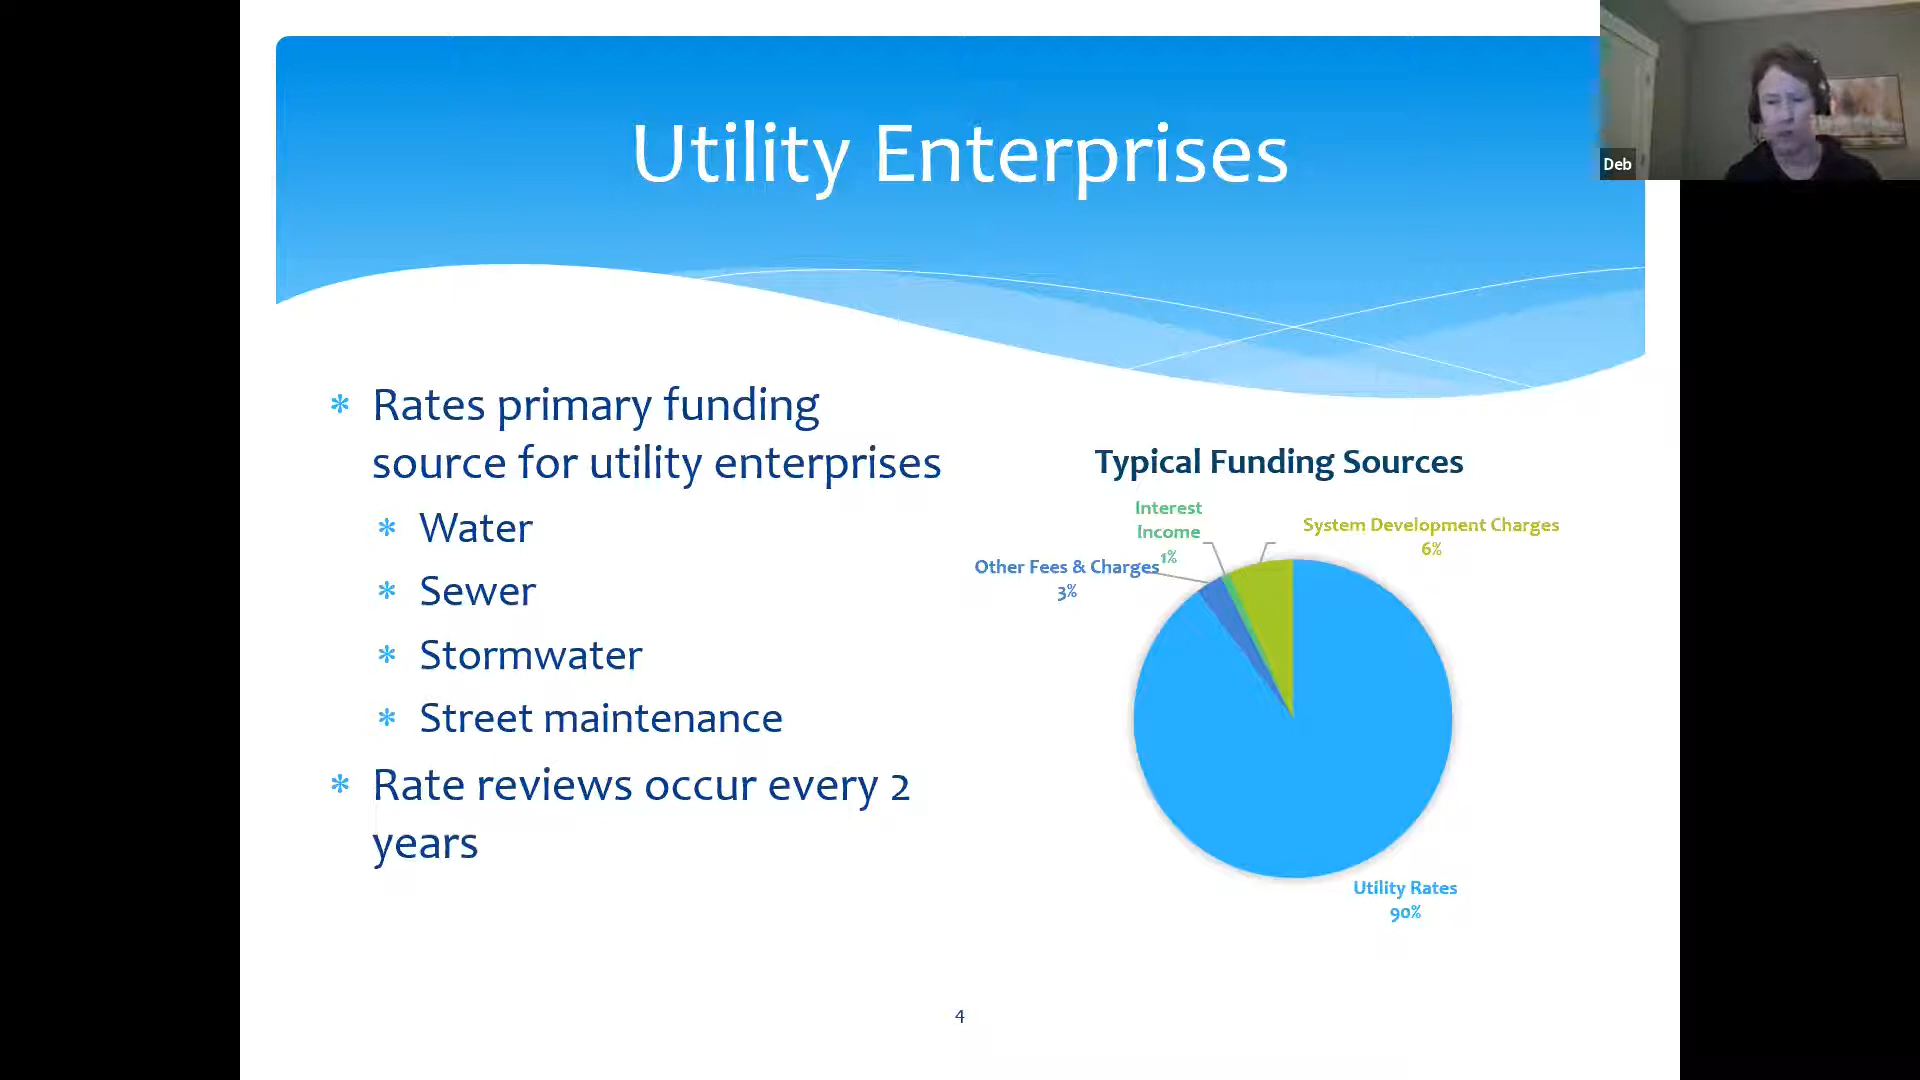 Utility Enterprises
Deb
* Rates primary funding
source for utility enterprises
* Water
* Sewer
* Stormwater
* Street maintenance
* Rate reviews occur every 2
years
Typical Funding Sources
Interest
Income
1%
System Development Charges
6%
Other Fees & Charges
3%
Utility Rates
90%
4